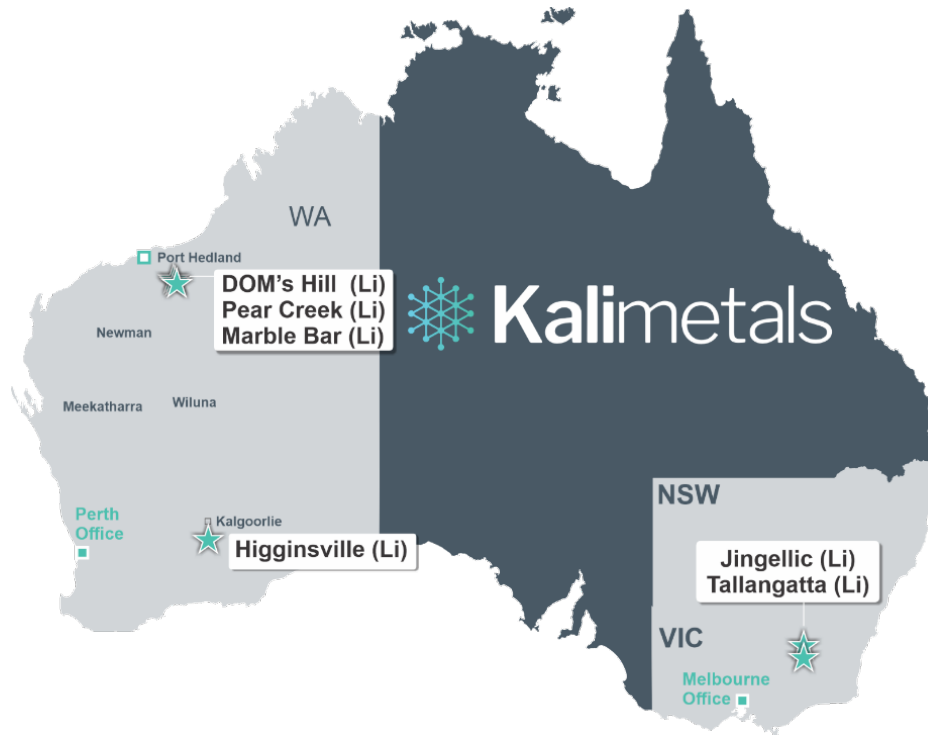 WA
Port Hedland
DOM's Hill (Li)
Pear Creek (Li)
Marble Bar (Li)
Kalimetals
Newman
Meekatharra
Wiluna
Perth
Office
Kalgoorlie
Higginsville (Li)
NSW
Jingellic (Li)
Tallangatta (Li)
VIC
Melbourne
Office